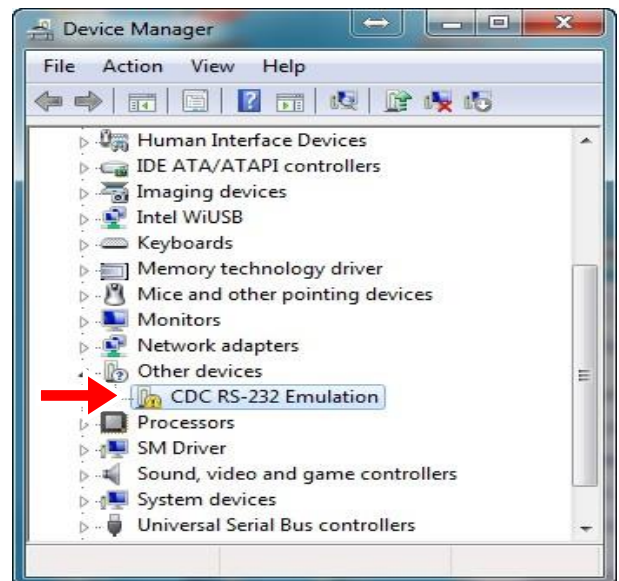 Device Manager
File Action View Help
Human Interface Devices
IDE ATA/ATAPI controllers
Imaging devices
Intel WiUSB
Keyboards
Memory technology driver
Mice and other pointing devices
Monitors
Network adapters
Other devices
CDC RS-232 Emulation
Processors
SM Driver
Sound, video and game controllers
System devices
Universal Serial Bus controllers